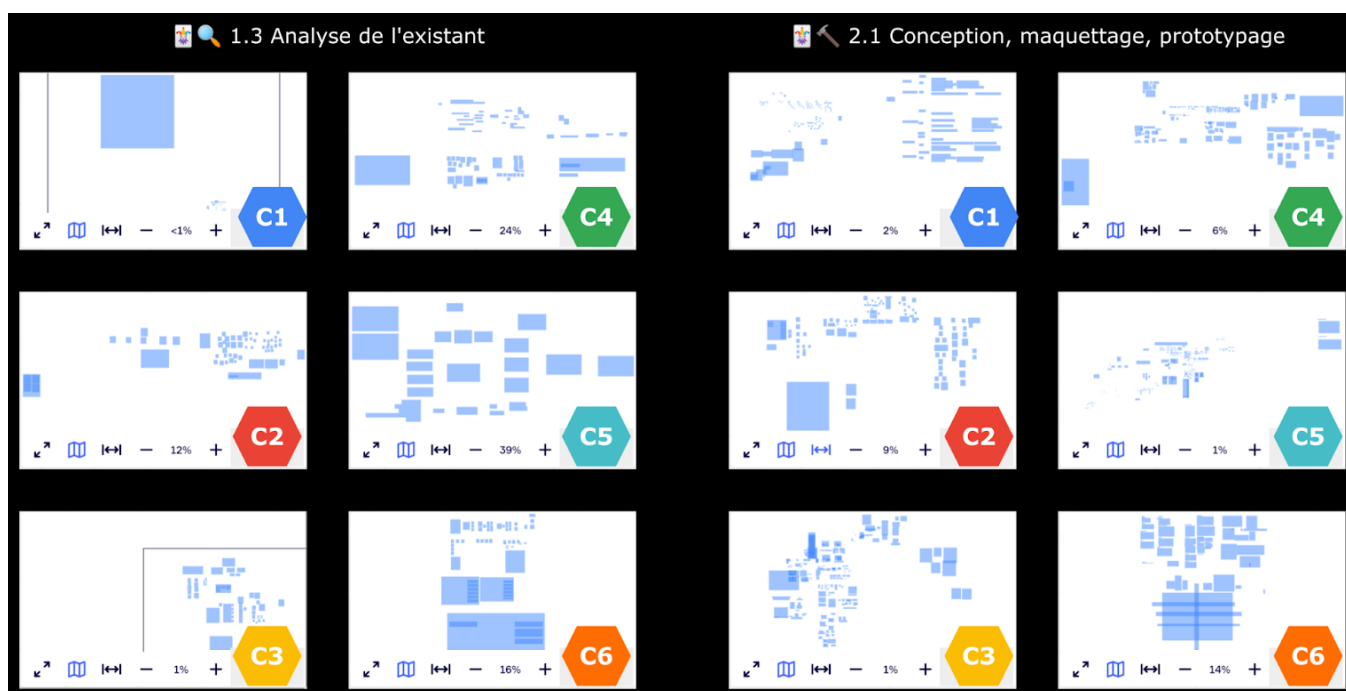 1.3 Analyse de l'existant
<1%
C1
24%
C4
12%
C2
39%
C5
1%
C3
16%
C6
2.1 Conception, maquettage, prototypage
2%
C1
6%
C4
9%
C2
1%
C5
1%
C3
14%
C6